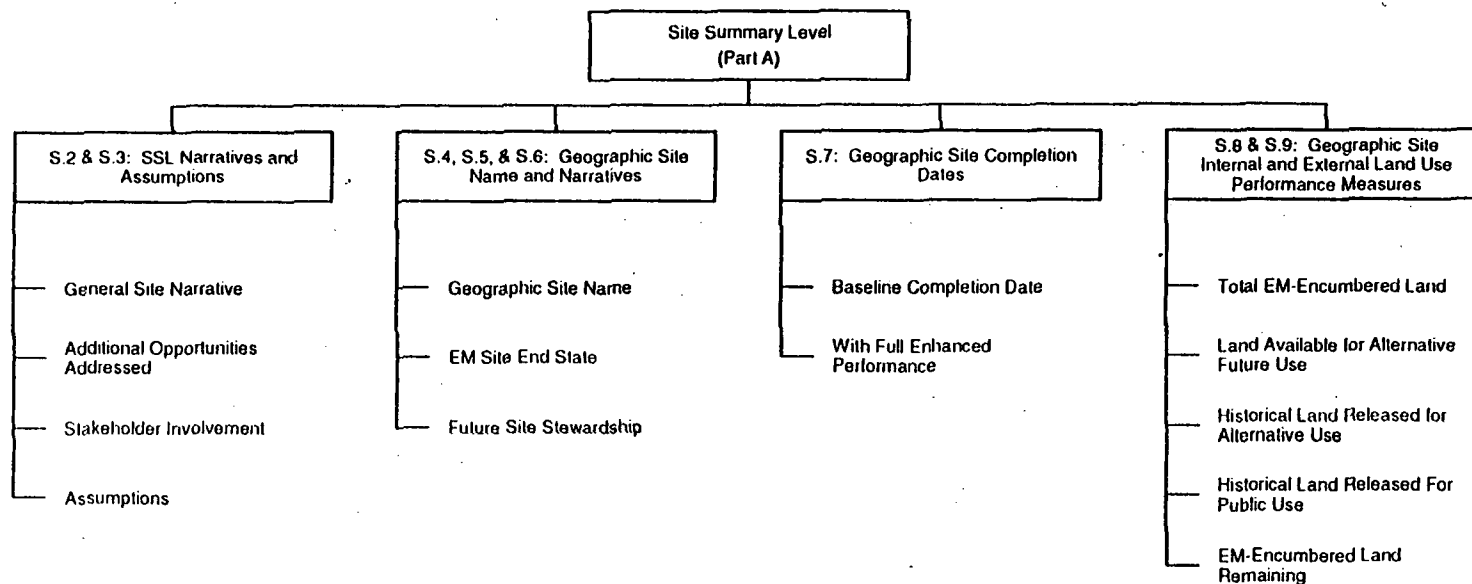 Site Summary Level
(Part A)
S.2 & S.3: SSL Narratives and
Assumptions
General Site Narrative
Additional Opportunities
Addressed
Stakeholder Involvement
Assumptions
S.4, S.5, & S.6: Geographic Site
Name and Narratives
Geographic Site Name
EM Site End State
Future Site Stewardship
S.7: Geographic Site Completion
Dates
Baseline Completion Date
With Full Enhanced
Performance
S.8 & S.9: Geographic Site
Internal and External Land Use
Performance Measures
Total EM-Encumbered Land
Land Available for Alternative
Future Use
Historical Land Released for
Alternative Use
Historical Land Released For
Public Use
EM-Encumbered Land
Remaining